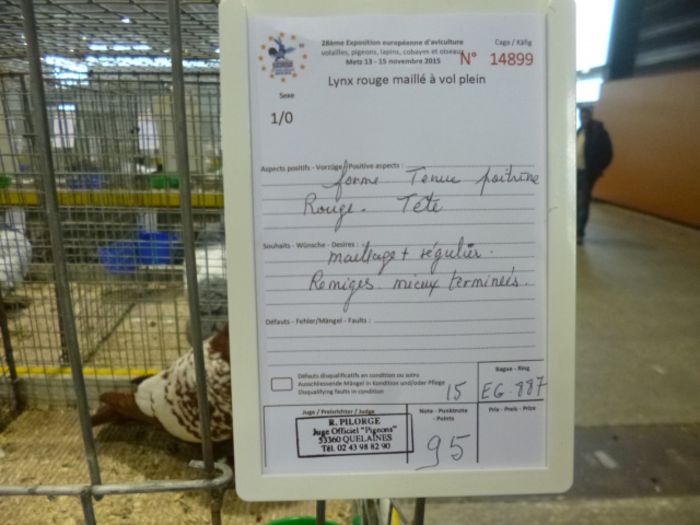 28ème Exposition européenne d'aviculture
volailles, pigeons, lapins, cobayes et oiseaux
Metz 13 - 15 novembre 2015
Cage / Käfig
N° 14899
Lynx rouge maillé à vol plein
Sexe
1/0
Aspects positifs - Vorzüge / Positive aspects :
forme Tenue poitrine
Rouge. Tête
Souhaits - Wünsche - Desires :
maillage + régulier.
Remiges mieux terminées.
Défauts - Fehler/Mängel - Faults :
Défauts disqualificatifs en condition ou soins
Ausschliessende Mängel in Kondition und/oder Pflege
Disqualifying faults in condition
15
Bague - Ring
EG.887
Juge / Preisrichter / Judge
R. PILORGE
Juge Officiel "Pigeons"
53360 QUELAINES
Tél. 02 43 98 82 90
Note - Punktnote
- Points
95
Prix - Preis - Prize